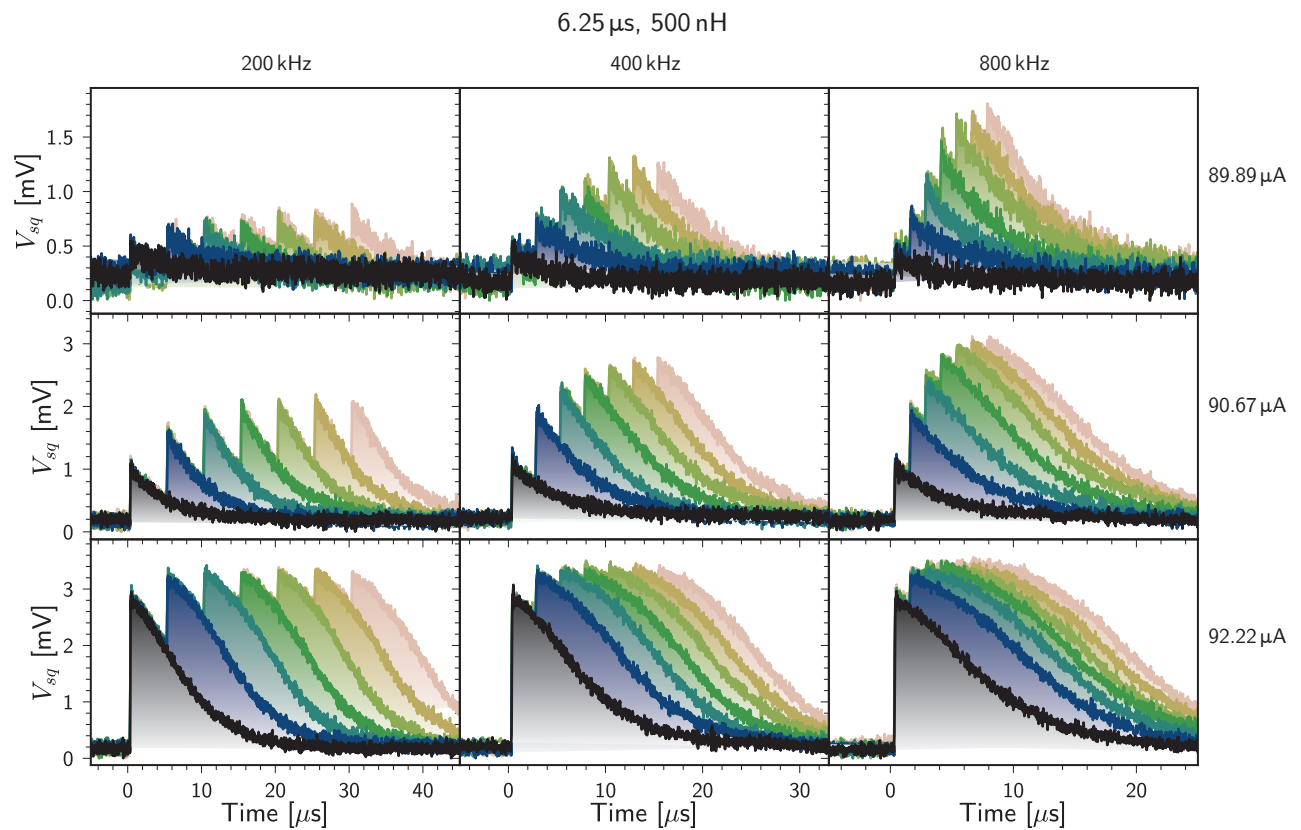 6.25 μs, 500 nH
200 kHz 400 kHz 800 kHz
1.5
1.0
0.5
0.0
V_sq [mV]
89.89 μA
3
2
1
0
V_sq [mV]
90.67 μA
3
2
1
0
V_sq [mV]
92.22 μA
0 10 20 30 40 0 10 20 30 0 10 20
Time [μs] Time [μs] Time [μs]